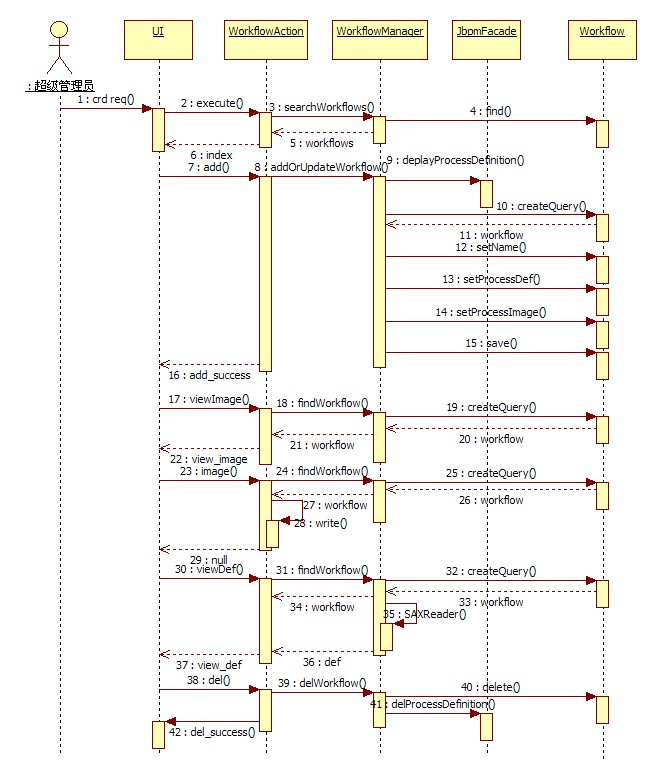 UI
WorkflowAction
WorkflowManager
JbpmFacade
Workflow
: 超级管理员
1 : crd req()
2 : execute()
3 : searchWorkflows()
4 : find()
5 : workflows
6 : index
7 : add()
8 : addOrUpdateWorkflow()
9 : deplayProcessDefinition()
10 : createQuery()
11 : workflow
12 : setName()
13 : setProcessDef()
14 : setProcessImage()
15 : save()
16 : add_success
17 : viewImage()
18 : findWorkflow()
19 : createQuery()
20 : workflow
21 : workflow
22 : view_image
23 : image()
24 : findWorkflow()
25 : createQuery()
26 : workflow
27 : workflow
28 : write()
29 : null
30 : viewDef()
31 : findWorkflow()
32 : createQuery()
33 : workflow
34 : workflow
35 : SAXReader()
36 : def
37 : view_def
38 : del()
39 : delWorkflow()
40 : delete()
41 : delProcessDefinition()
42 : del_success()